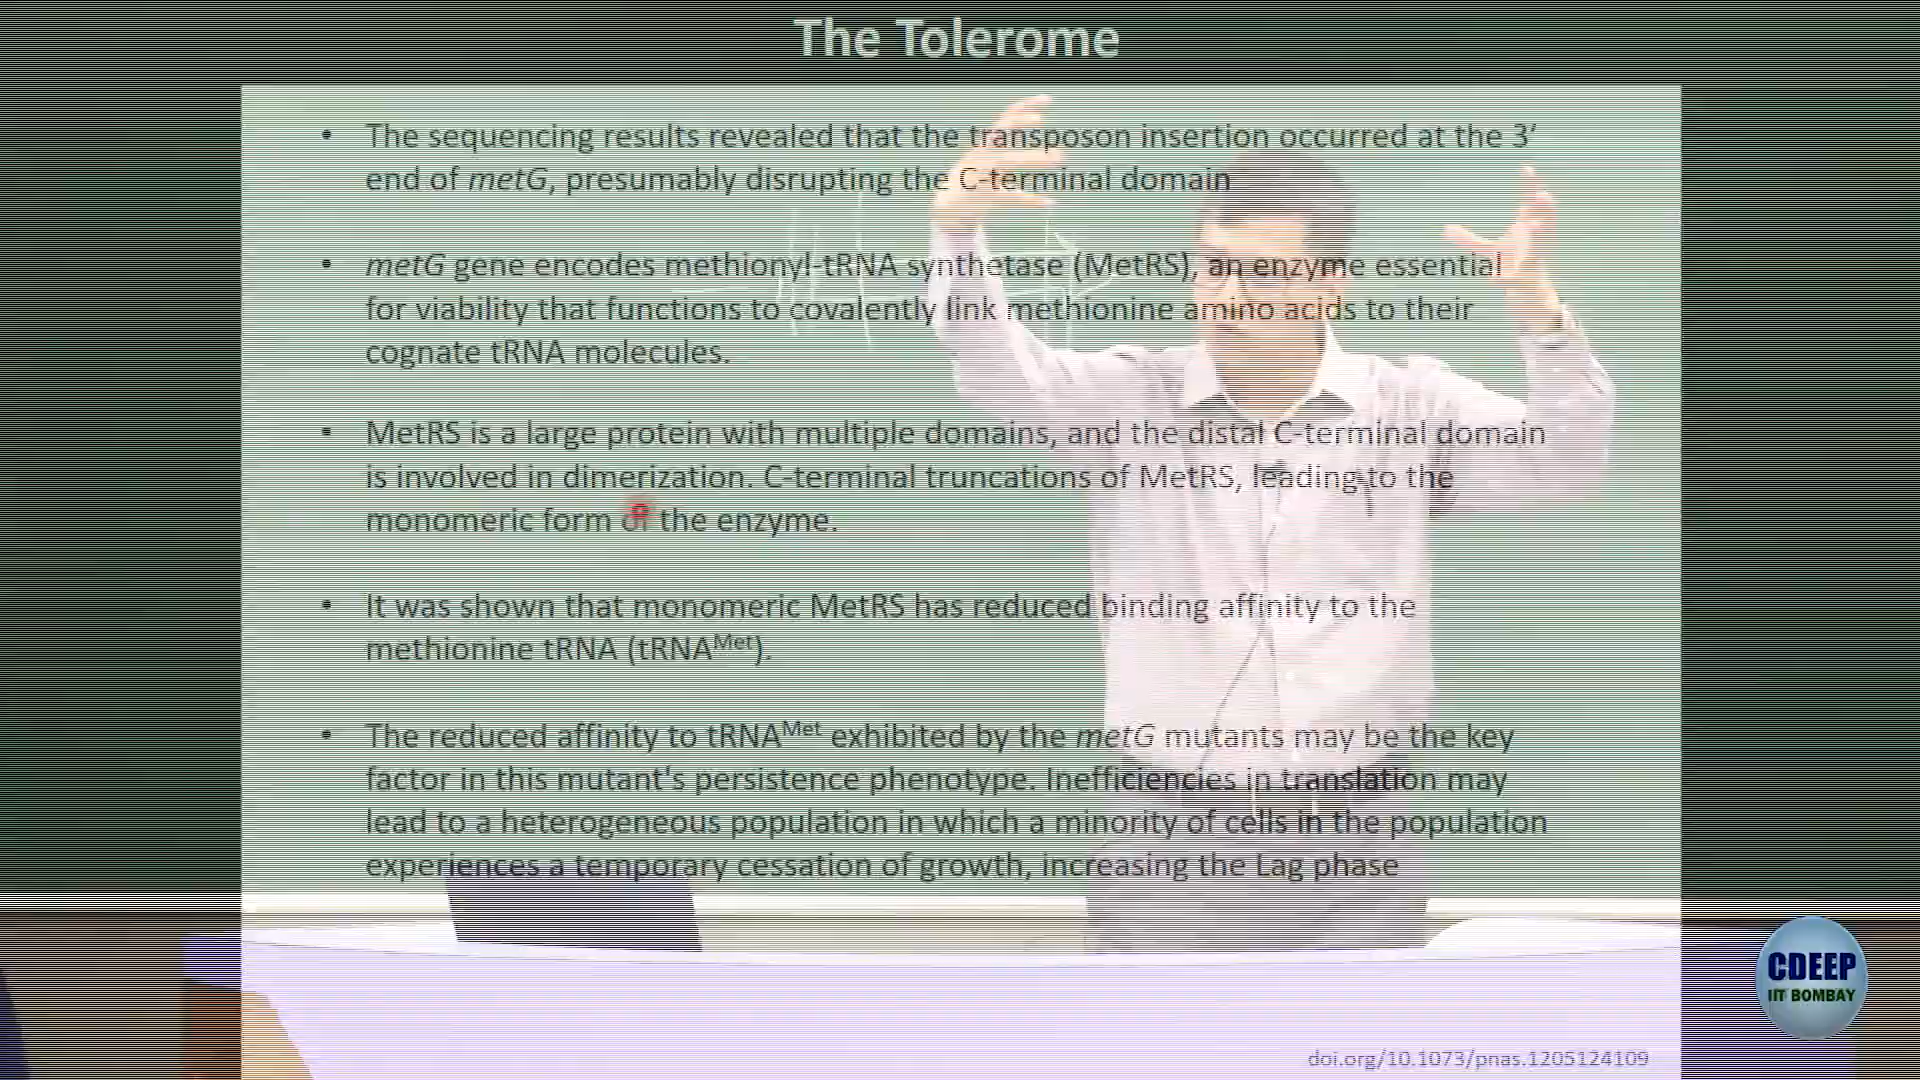 The Tolerome
• The sequencing results revealed that the transposon insertion occurred at the 3′
end of metG, presumably disrupting the C-terminal domain
• metG gene encodes methionyl-tRNA synthetase (MetRS), an enzyme essential
for viability that functions to covalently link methionine amino acids to their
cognate tRNA molecules.
• MetRS is a large protein with multiple domains, and the distal C-terminal domain
is involved in dimerization. C-terminal truncations of MetRS, leading to the
monomeric form of the enzyme.
• It was shown that monomeric MetRS has reduced binding affinity to the
methionine tRNA (tRNAMet).
• The reduced affinity to tRNAMet exhibited by the metG mutants may be the key
factor in this mutant's persistence phenotype. Inefficiencies in translation may
lead to a heterogeneous population in which a minority of cells in the population
experiences a temporary cessation of growth, increasing the Lag phase
CDEEP
IIT BOMBAY
doi.org/10.1073/pnas.1205124109